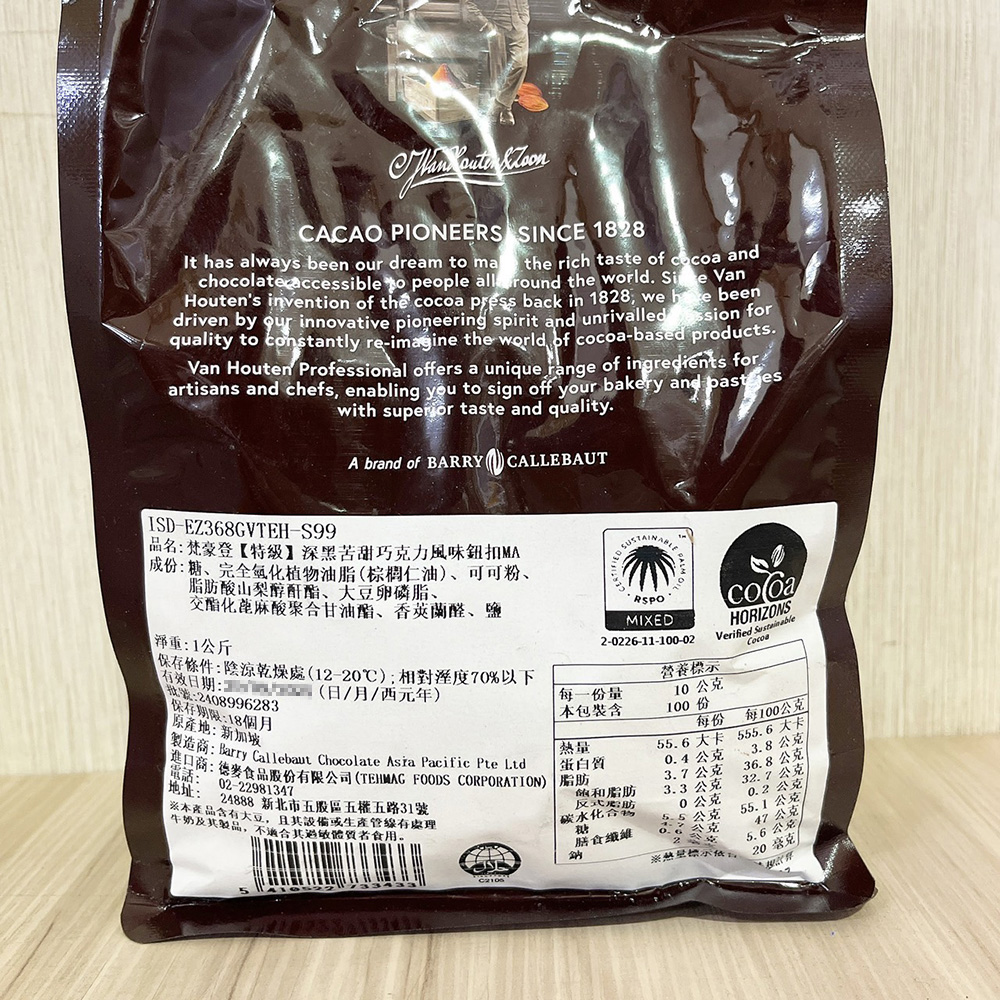 CJVanHouten&Zoon
CACAO PIONEERS SINCE 1828
It has always been our dream to make the rich taste of cocoa and
chocolate accessible to people all around the world. Since Van
Houten's invention of the cocoa press back in 1828, we have been
driven by our innovative pioneering spirit and unrivalled passion for
quality to constantly re-imagine the world of cocoa-based products.
Van Houten Professional offers a unique range of ingredients for
artisans and chefs, enabling you to sign off your bakery and pastries
with superior taste and quality.
A brand of BARRY CALLEBAUT
ISD-EZ368GVTEH-S99
品名:梵豪登【特級】深黑苦甜巧克力風味鈕扣MA
成份:糖、完全氫化植物油脂(棕櫚仁油)、可可粉、
脂肪酸山梨醇酐酯、大豆卵磷脂、
交酯化蓖麻酸聚合甘油酯、香莢蘭醛、鹽
淨重:1公斤
保存條件:陰涼乾燥處(12-20℃);相對溼度70%以下
有效日期: (日/月/西元年)
批號:2408996283
保存期限:18個月
原產地:新加坡
製造商:Barry Callebaut Chocolate Asia Pacific Pte Ltd
進口商:德麥食品股份有限公司(TEHMAG FOODS CORPORATION)
電話: 02-22981347
地址: 24888 新北市五股區五權五路31號
※本產品含有大豆，且其設備或生產管線有處理
牛奶及其製品，不適合其過敏體質者食用。
CERTIFIED SUSTAINABLE PALM OIL
RSPO
MIXED
2-0226-11-100-02
cocoa
HORIZONS
Verified Sustainable
Cocoa
營養標示
每一份量 10 公克
本包裝含 100 份
每份 每100公克
熱量 55.6 大卡 555.6 大卡
蛋白質 0.4 公克 3.8 公克
脂肪 3.7 公克 36.8 公克
飽和脂肪 3.3 公克 32.7 公克
反式脂肪 0 公克 0.2 公克
碳水化合物 5.5 公克 55.1 公克
糖 公克 47 公克
膳食纖維 0.6 公克 5.6 公克
鈉 2 20 毫克
※熱量標示依
C2105